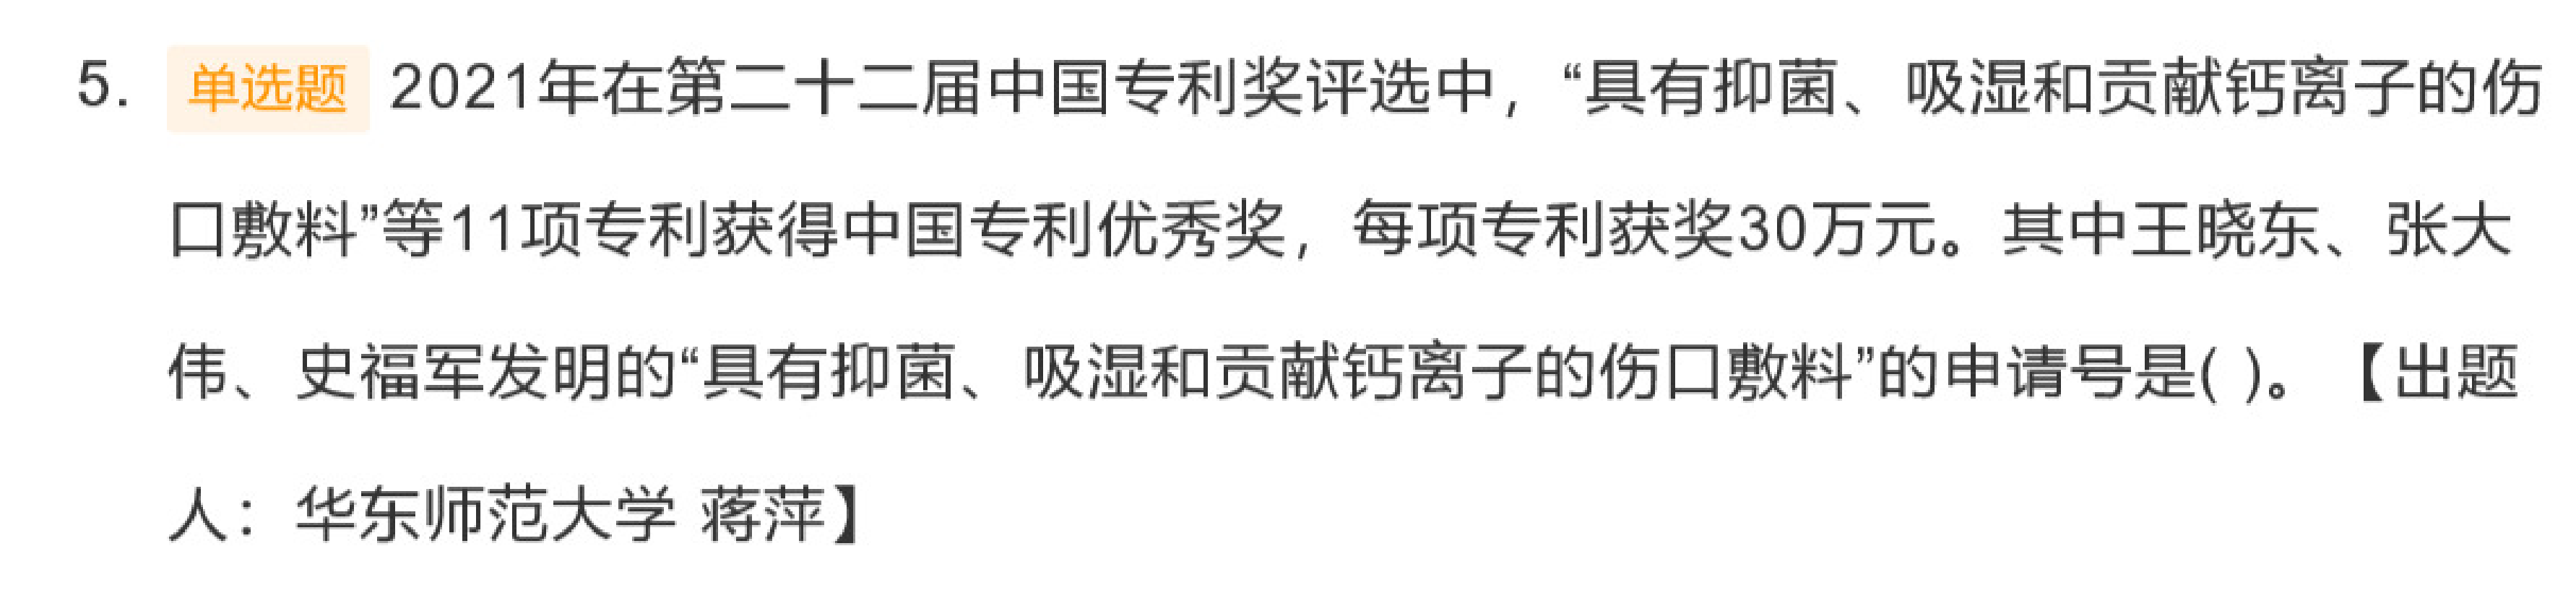 5. 单选题 2021年在第二十二届中国专利奖评选中，“具有抑菌、吸湿和贡献钙离子的伤
口敷料”等11项专利获得中国专利优秀奖，每项专利获奖30万元。其中王晓东、张大
伟、史福军发明的“具有抑菌、吸湿和贡献钙离子的伤口敷料”的申请号是( )。【出题
人：华东师范大学 蒋萍】